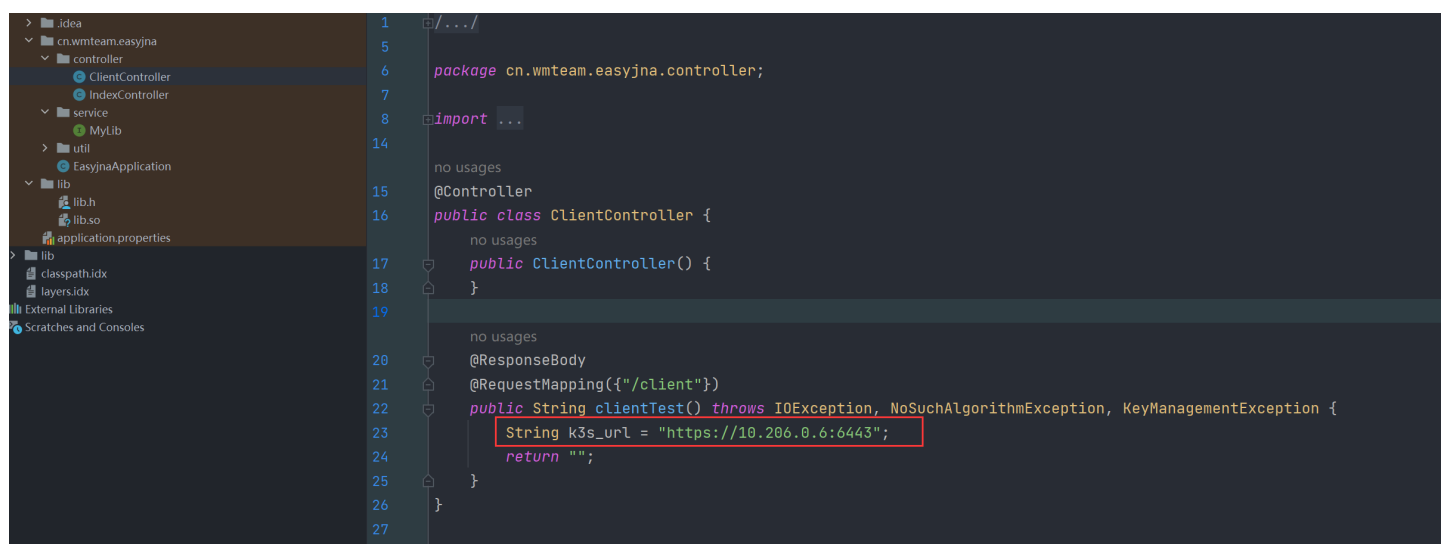 .idea
cn.wmteam.easyjna
controller
ClientController
IndexController
service
MyLib
util
EasyjnaApplication
lib
lib.h
lib.so
application.properties
lib
classpath.idx
layers.idx
External Libraries
Scratches and Consoles
1 /.../
5
6 package cn.wmteam.easyjna.controller;
7
8 import ...
14
no usages
15 @Controller
16 public class ClientController {
no usages
17 public ClientController() {
18 }
19
no usages
20 @ResponseBody
21 @RequestMapping({"/client"})
22 public String clientTest() throws IOException, NoSuchAlgorithmException, KeyManagementException {
23 String k3s_url = "https://10.206.0.6:6443";
24 return "";
25 }
26 }
27